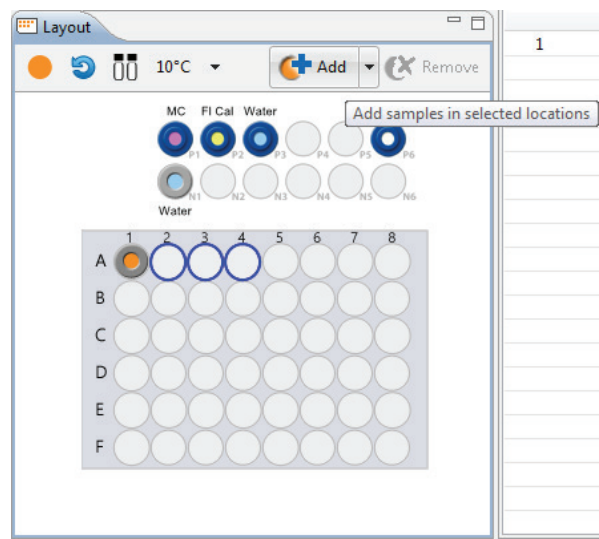 Layout
10°C
Add
Remove
1
Add samples in selected locations
MC FI Cal Water
P1 P2 P3 P4 P5 P6
N1 N2 N3 N4 N5 N6
Water
1 2 3 4 5 6 7 8
A
B
C
D
E
F